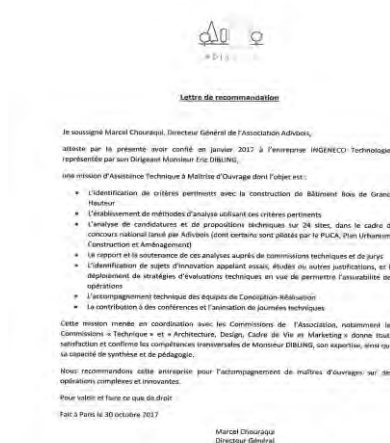 Lettre de recommandation
Je soussigné Marcel Chouraqui, Directeur Général de l'Association Adivbois,
atteste par la présente avoir confié en janvier 2017 à l'entreprise INGENECO Technologie
représentée par son Dirigeant Monsieur Eric DIBLING,
une mission d'Assistance Technique à Maîtrise d'Ouvrage dont l'objet est :
• L'identification de critères pertinents avec la construction de Bâtiment Bois de Grand
Hauteur
• L'établissement de méthodes d'analyse utilisant ces critères pertinents
• L'analyse de candidatures et de propositions techniques sur 24 sites, dans le cadre d
concours national lancé par Adivbois (dont certains sont pilotés par le PUCA, Plan Urbanism
Construction et Aménagement)
• Le rapport et la soutenance de ces analyses auprès de commissions techniques et de jurys
• L'identification de sujets d'innovation appelant essais, études ou autres justifications, et l
déploiement de stratégies d'évaluations techniques en vue de permettre l'assurabilité de
opérations
• L'accompagnement technique des équipes de Conception-Réalisation
• La contribution à des conférences et l'animation de journées techniques
Cette mission menée en coordination avec les Commissions de l'Association, notamment le
Commissions « Technique » et « Architecture, Design, Cadre de Vie et Marketing » donne tout
satisfaction et confirme les compétences transversales de Monsieur DIBLING, son expertise, ainsi qu
sa capacité de synthèse et de pédagogie.
Nous recommandons cette entreprise pour l'accompagnement de maîtres d'ouvrages sur de
opérations complexes et innovantes.
Pour valoir et faire ce que de droit
Fait à Paris le 30 octobre 2017
Marcel Chouraqui
Directeur Général